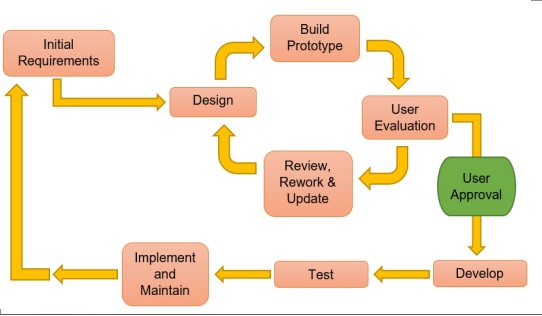 Initial
Requirements
Build
Prototype
Design
User
Evaluation
Review,
Rework &
Update
User
Approval
Implement
and
Maintain
Test
Develop